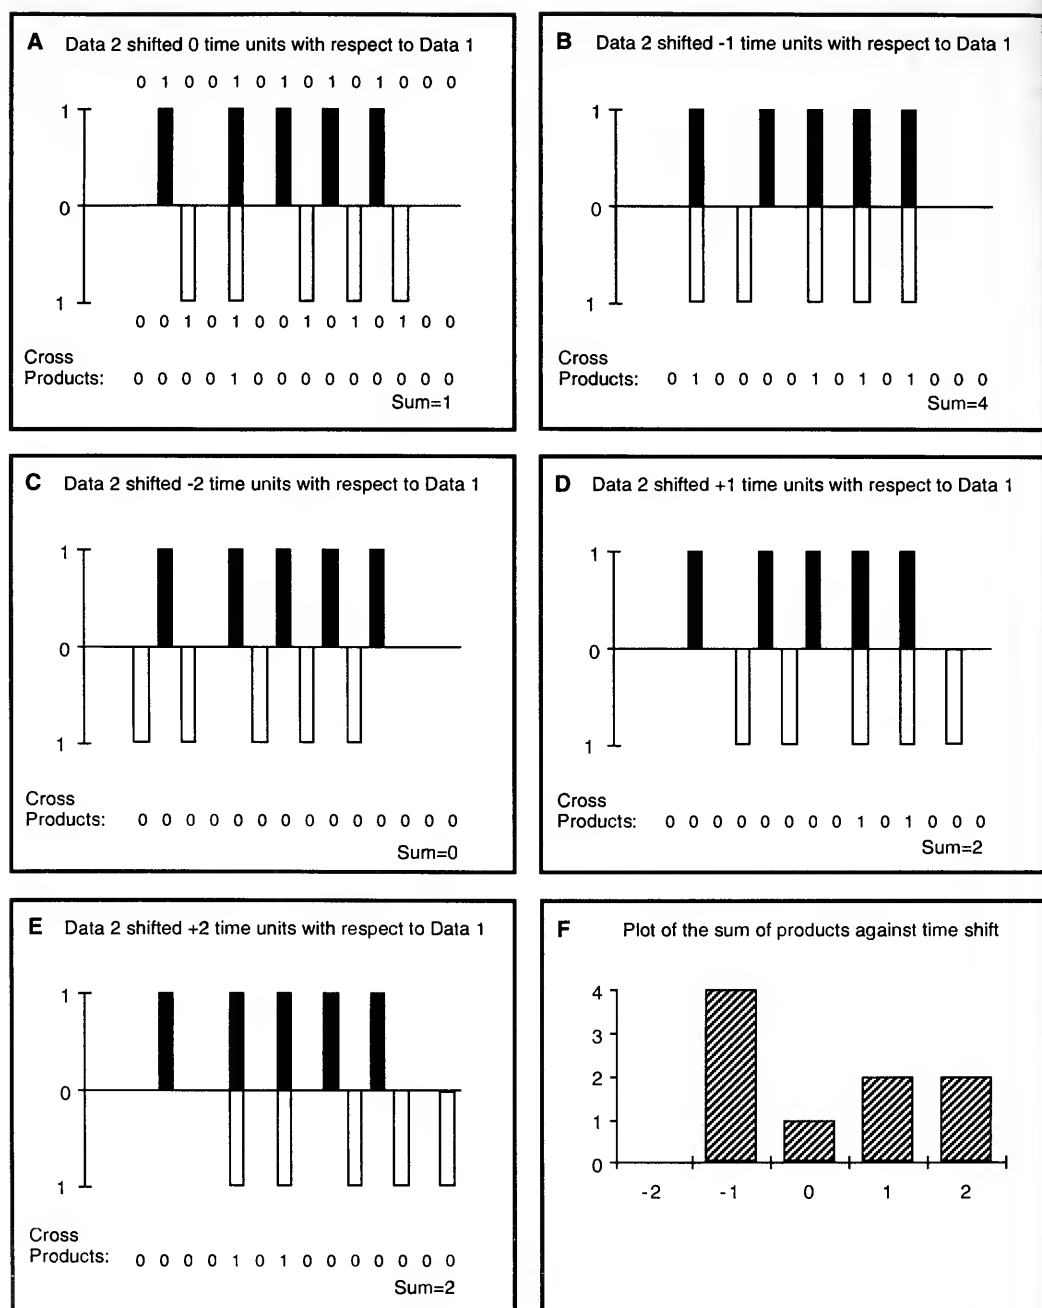 A Data 2 shifted 0 time units with respect to Data 1
0 1 0 0 1 0 1 0 1 0 1 0 0 0
1
0
1
0 0 1 0 1 0 0 1 0 1 0 1 0 0
Cross
Products: 0 0 0 0 1 0 0 0 0 0 0 0 0 0
Sum=1
B Data 2 shifted -1 time units with respect to Data 1
1
0
1
Cross
Products: 0 1 0 0 0 0 1 0 1 0 1 0 0 0
Sum=4
C Data 2 shifted -2 time units with respect to Data 1
1
0
1
Cross
Products: 0 0 0 0 0 0 0 0 0 0 0 0 0 0
Sum=0
D Data 2 shifted +1 time units with respect to Data 1
1
0
1
Cross
Products: 0 0 0 0 0 0 0 0 1 0 1 0 0 0
Sum=2
E Data 2 shifted +2 time units with respect to Data 1
1
0
1
Cross
Products: 0 0 0 0 1 0 1 0 0 0 0 0 0 0
Sum=2
F Plot of the sum of products against time shift
4
3
2
1
0
-2 -1 0 1 2